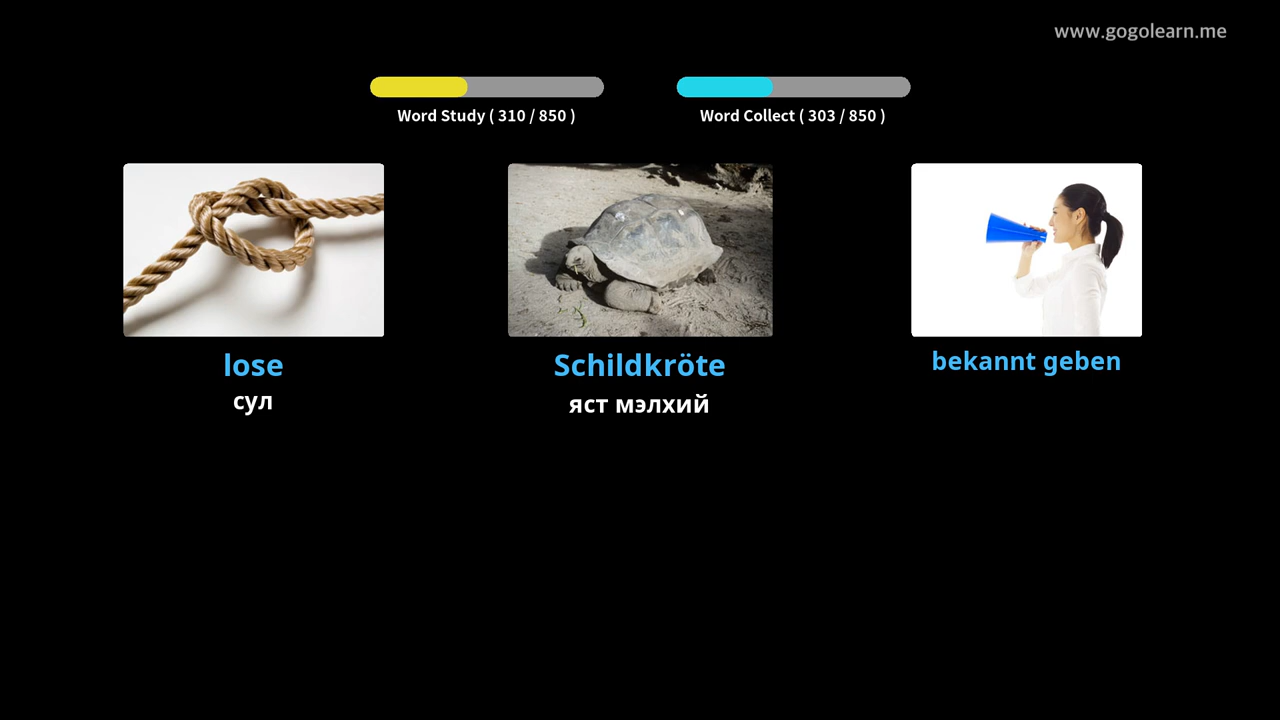 www.gogolearn.me
Word Study ( 310 / 850 )
Word Collect ( 303 / 850 )
lose
сул
Schildkröte
яст мэлхий
bekannt geben